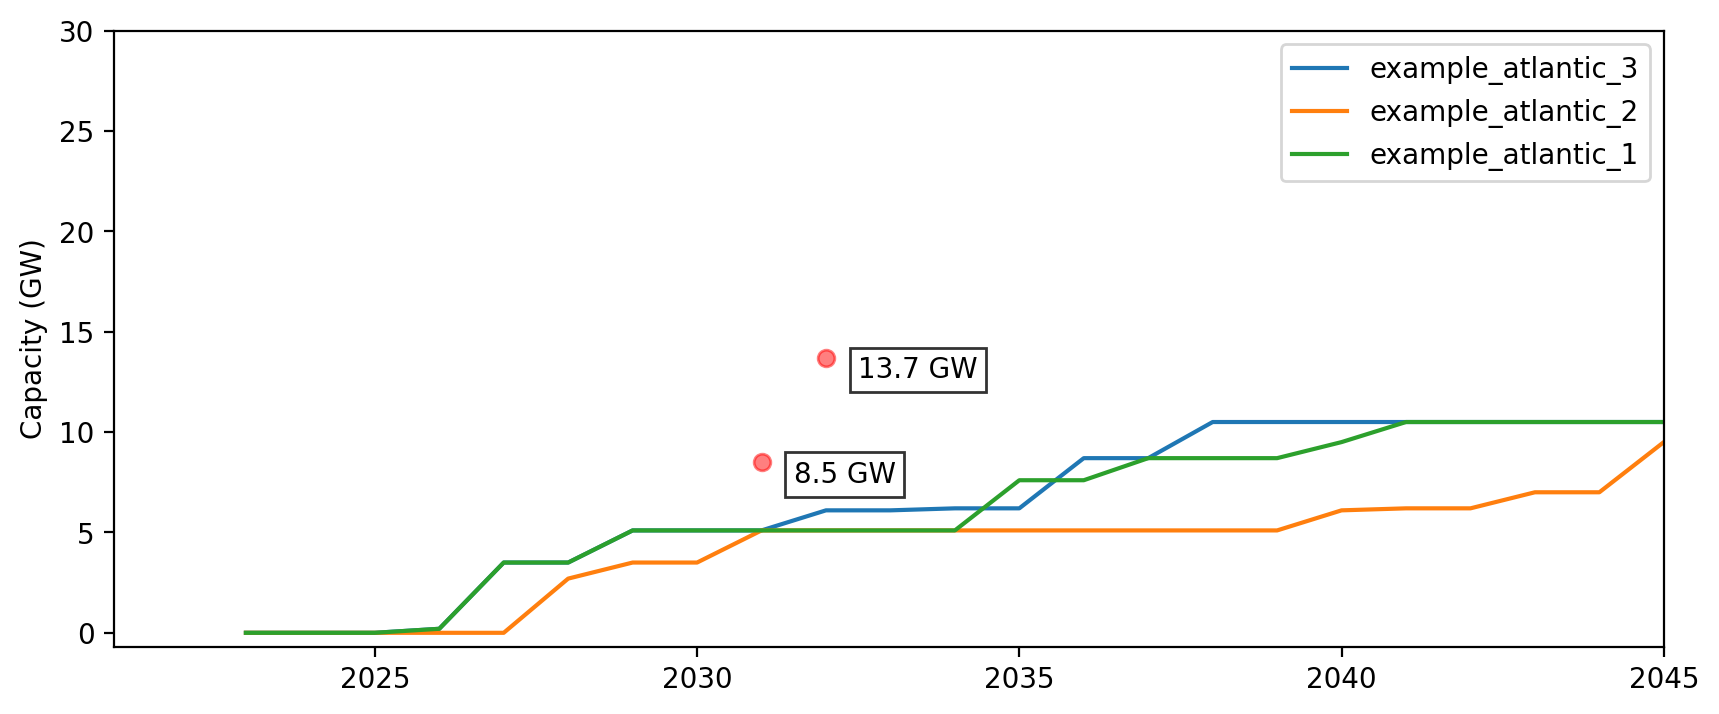 30
25
20
15
10
5
0
Capacity (GW)
example_atlantic_3
example_atlantic_2
example_atlantic_1
13.7 GW
8.5 GW
2025
2030
2035
2040
2045